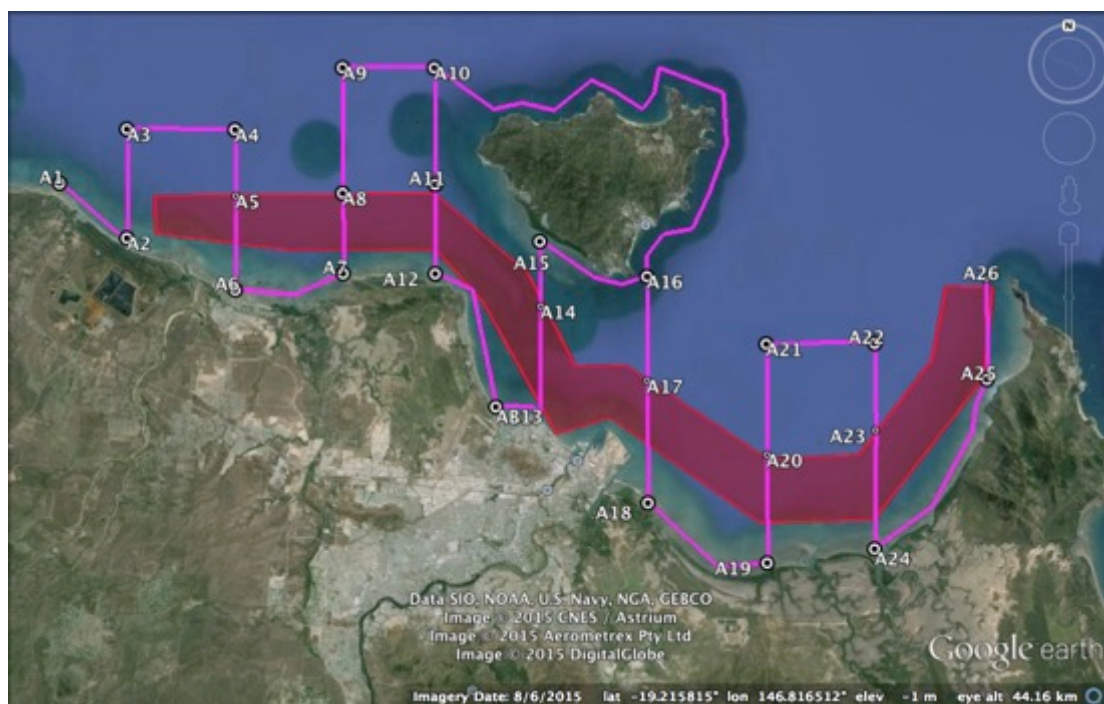 N
A9 A10
A3 A4
A1 A11
A5 A8
A2 A15
A6 A7 A12 A16 A26
A14
A21 A22
A17 A25
AB13
A23
A20
A18
A19 A24
Data SIO, NOAA, U.S. Navy, NGA, GEBCO
Image © 2015 CNES / Astrium
Image © 2015 Aerometrex Pty Ltd
Image © 2015 DigitalGlobe
Google earth
Imagery Date: 8/6/2015 lat -19.215815° lon 146.816512° elev -1 m eye alt 44.16 km